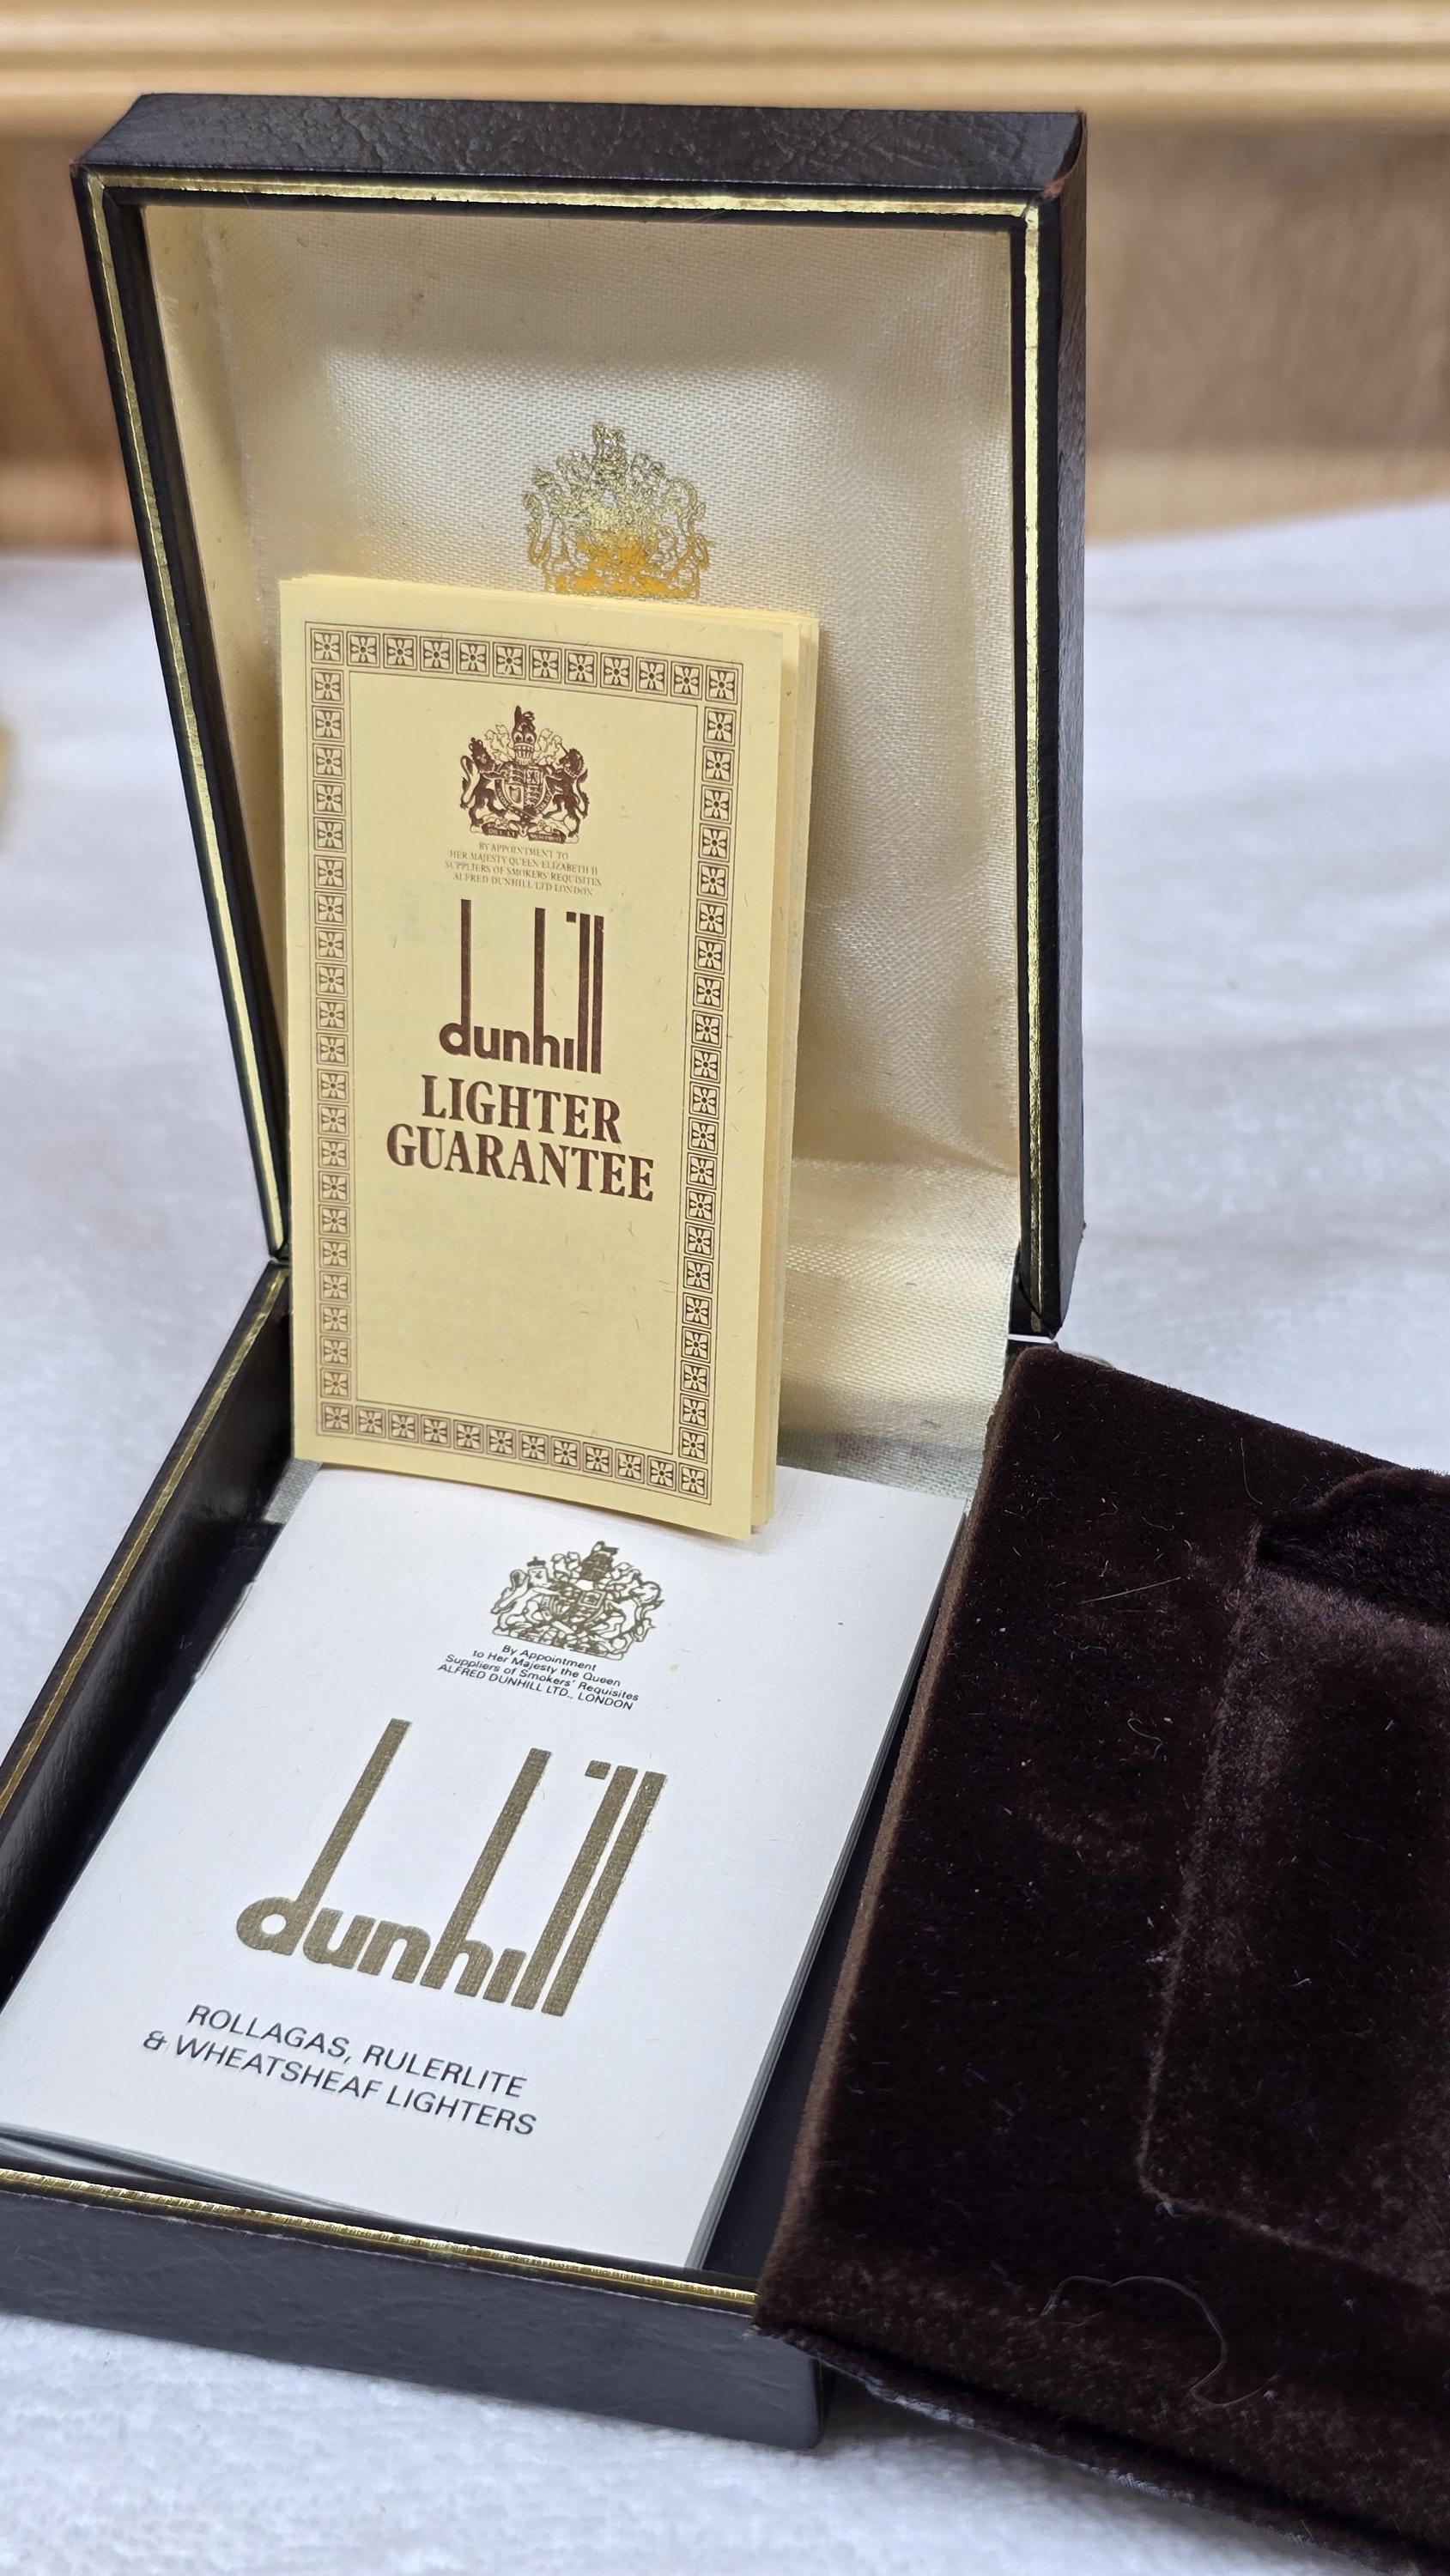 BY APPOINTMENT TO
HER MAJESTY QUEEN ELIZABETH II
SUPPLIERS OF SMOKERS' REQUISITES
ALFRED DUNHILL LTD LONDON
dunhill
LIGHTER
GUARANTEE
By Appointment
to Her Majesty the Queen
Suppliers of Smokers' Requisites
ALFRED DUNHILL LTD., LONDON
dunhill
ROLLAGAS, RULERLITE
& WHEATSHEAF LIGHTERS